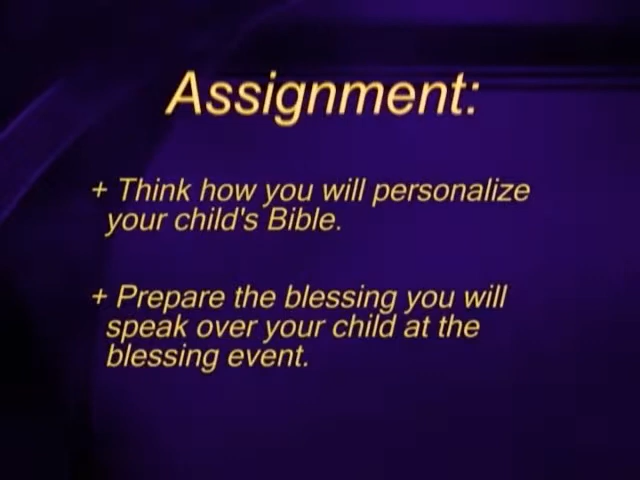 Assignment:
+ Think how you will personalize
your child's Bible.
+ Prepare the blessing you will
speak over your child at the
blessing event.